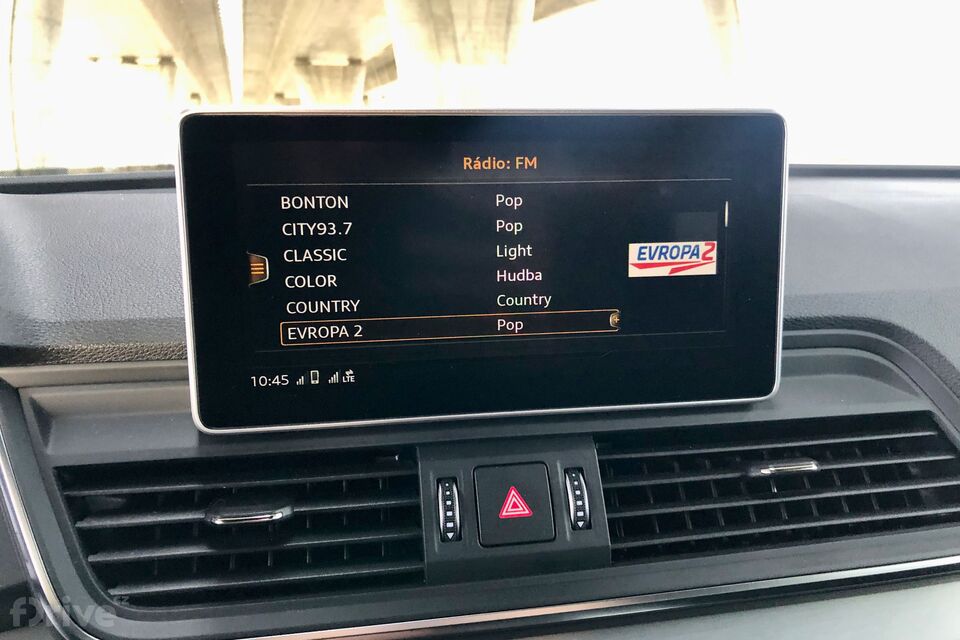 Rádio: FM
BONTON Pop
CITY93.7 Pop
CLASSIC Light
COLOR Hudba
COUNTRY Country
EVROPA 2 Pop
EVROPA 2
10:45 LTE
fDrive